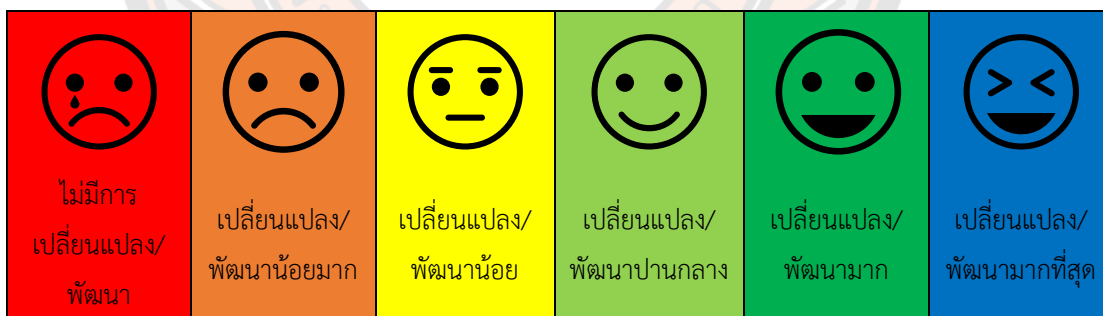 ไม่มีการ
เปลี่ยนแปลง/
พัฒนา
เปลี่ยนแปลง/
พัฒนาน้อยมาก
เปลี่ยนแปลง/
พัฒนาน้อย
เปลี่ยนแปลง/
พัฒนาปานกลาง
เปลี่ยนแปลง/
พัฒนามาก
เปลี่ยนแปลง/
พัฒนามากที่สุด